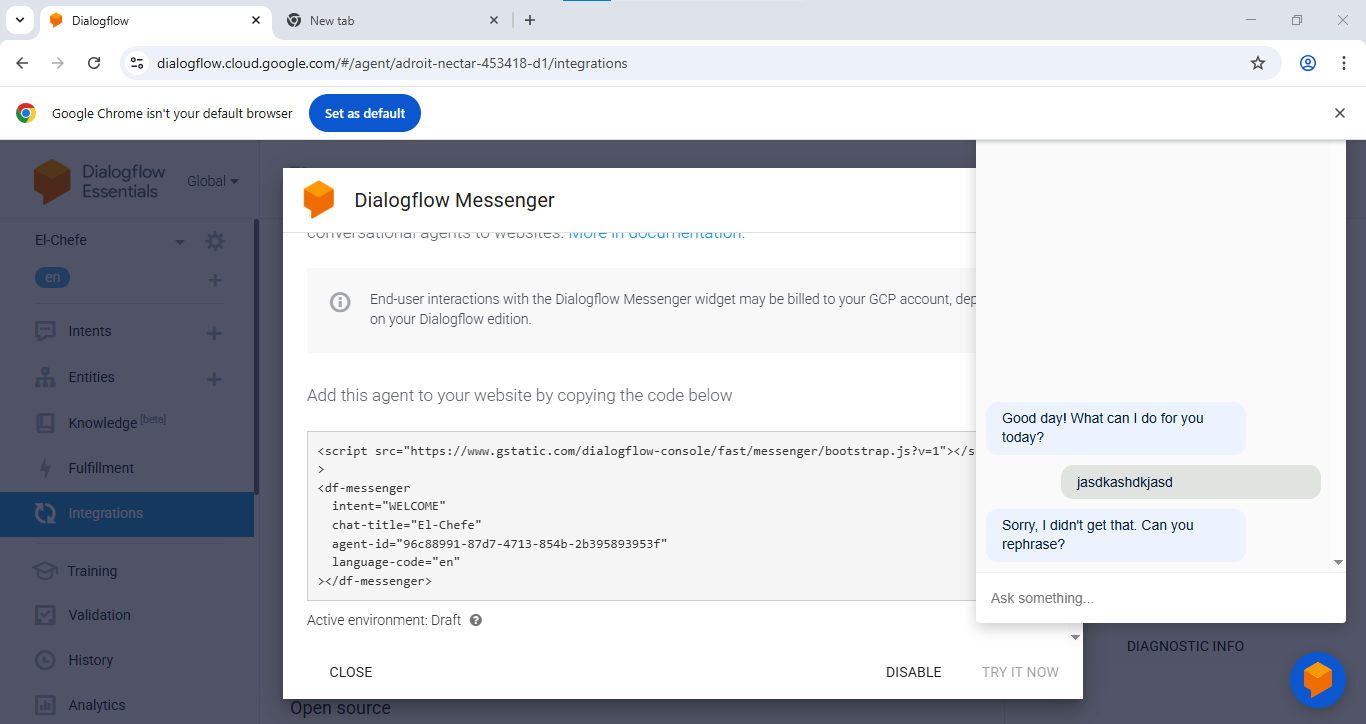 Dialogflow
New tab
dialogflow.cloud.google.com/#/agent/adroit-nectar-453418-d1/integrations
Google Chrome isn't your default browser
Set as default
Dialogflow
Essentials
Global
El-Chefe
en
Intents
Entities
Knowledge [beta]
Fulfillment
Integrations
Training
Validation
History
Analytics
Dialogflow Messenger
conversational agents to websites. More in documentation.
End-user interactions with the Dialogflow Messenger widget may be billed to your GCP account, dep
on your Dialogflow edition.
Add this agent to your website by copying the code below
<script src="https://www.gstatic.com/dialogflow-console/fast/messenger/bootstrap.js?v=1"></s
>
<df-messenger
intent="WELCOME"
chat-title="El-Chefe"
agent-id="96c88991-87d7-4713-854b-2b395893953f"
language-code="en"
></df-messenger>
Active environment: Draft
CLOSE
DISABLE
TRY IT NOW
Open source
Good day! What can I do for you
today?
jasdkashdkjasd
Sorry, I didn't get that. Can you
rephrase?
Ask something...
DIAGNOSTIC INFO